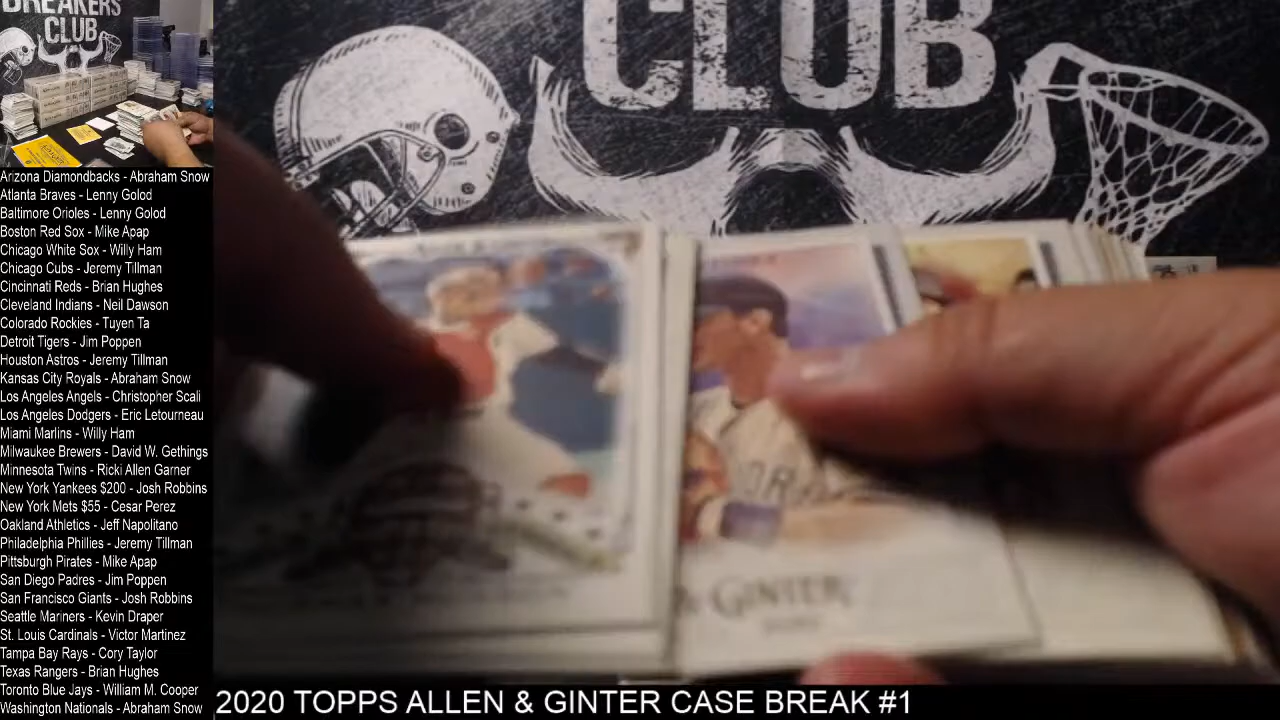 BREAKERS
CLUB
CLUB
Arizona Diamondbacks - Abraham Snow
Atlanta Braves - Lenny Golod
Baltimore Orioles - Lenny Golod
Boston Red Sox - Mike Apap
Chicago White Sox - Willy Ham
Chicago Cubs - Jeremy Tillman
Cincinnati Reds - Brian Hughes
Cleveland Indians - Neil Dawson
Colorado Rockies - Tuyen Ta
Detroit Tigers - Jim Poppen
Houston Astros - Jeremy Tillman
Kansas City Royals - Abraham Snow
Los Angeles Angels - Christopher Scali
Los Angeles Dodgers - Eric Letourneau
Miami Marlins - Willy Ham
Milwaukee Brewers - David W. Gethings
Minnesota Twins - Ricki Allen Garner
New York Yankees $200 - Josh Robbins
New York Mets $55 - Cesar Perez
Oakland Athletics - Jeff Napolitano
Philadelphia Phillies - Jeremy Tillman
Pittsburgh Pirates - Mike Apap
San Diego Padres - Jim Poppen
San Francisco Giants - Josh Robbins
Seattle Mariners - Kevin Draper
St. Louis Cardinals - Victor Martinez
Tampa Bay Rays - Cory Taylor
Texas Rangers - Brian Hughes
Toronto Blue Jays - William M. Cooper
Washington Nationals - Abraham Snow
GINTER
2020 TOPPS ALLEN & GINTER CASE BREAK #1